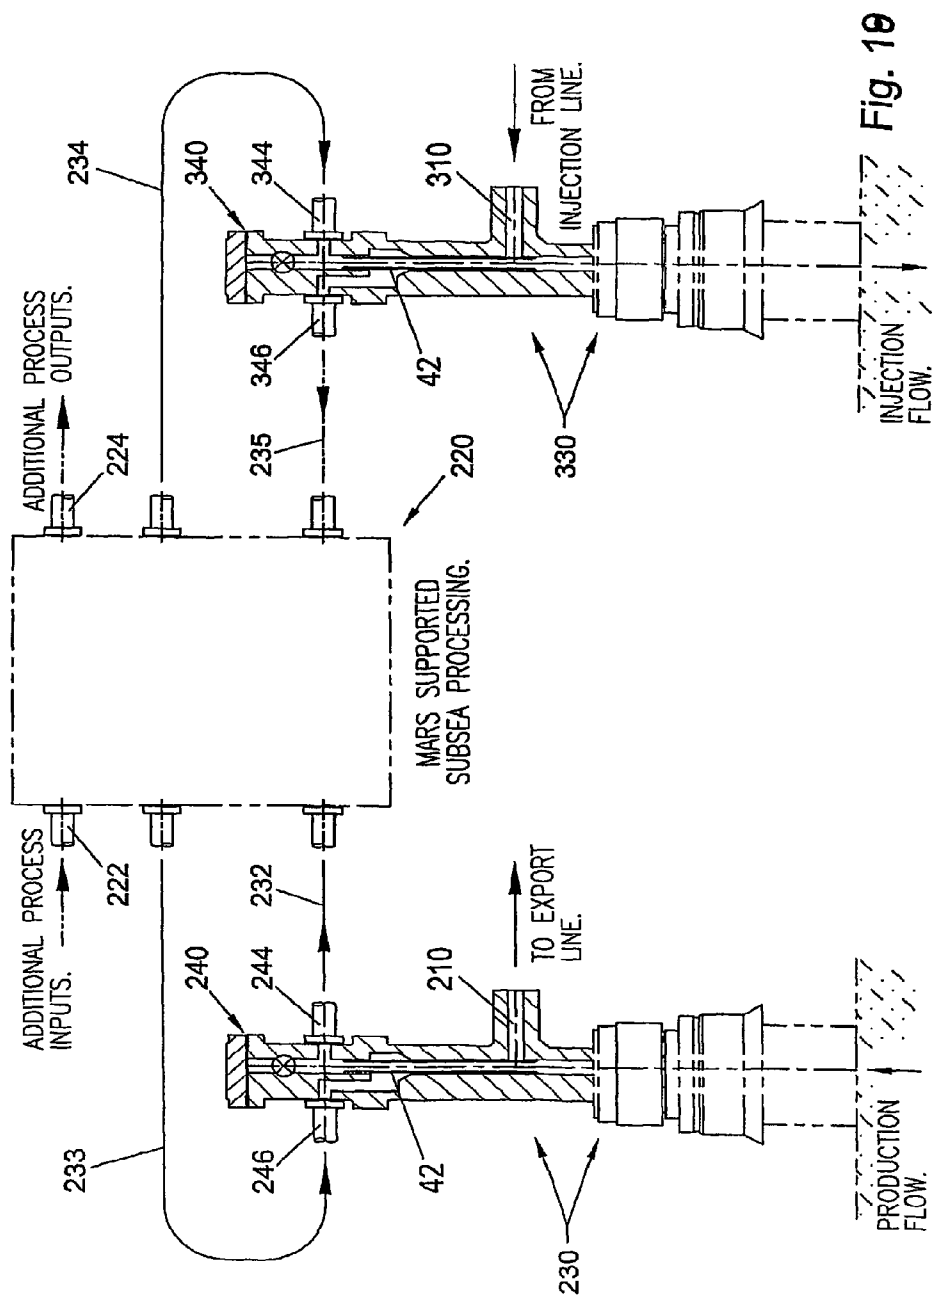 ADDITIONAL PROCESS
INPUTS.
ADDITIONAL PROCESS
OUTPUTS.
233
246
240
244
222
232
224
234
340
344
235
346
42
42
210
310
220
MARS SUPPORTED
SUBSEA PROCESSING.
TO EXPORT
LINE.
FROM
INJECTION LINE.
230
330
PRODUCTION
FLOW.
INJECTION
FLOW.
Fig.